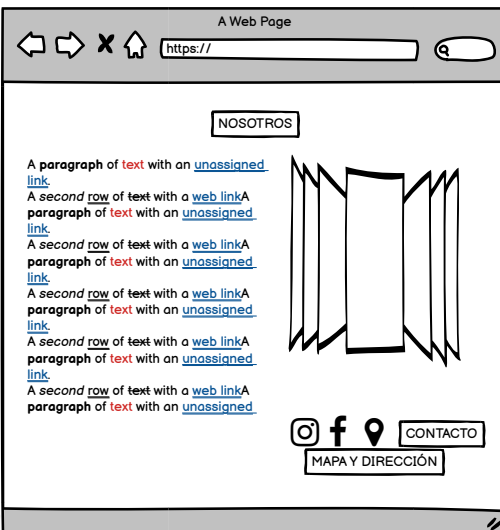 A Web Page
https://
NOSOTROS
A paragraph of text with an unassigned
link.
A second row of text with a web linkA
paragraph of text with an unassigned
link.
A second row of text with a web linkA
paragraph of text with an unassigned
link.
A second row of text with a web linkA
paragraph of text with an unassigned
link.
A second row of text with a web linkA
paragraph of text with an unassigned
link.
A second row of text with a web linkA
paragraph of text with an unassigned
CONTACTO
MAPA Y DIRECCIÓN